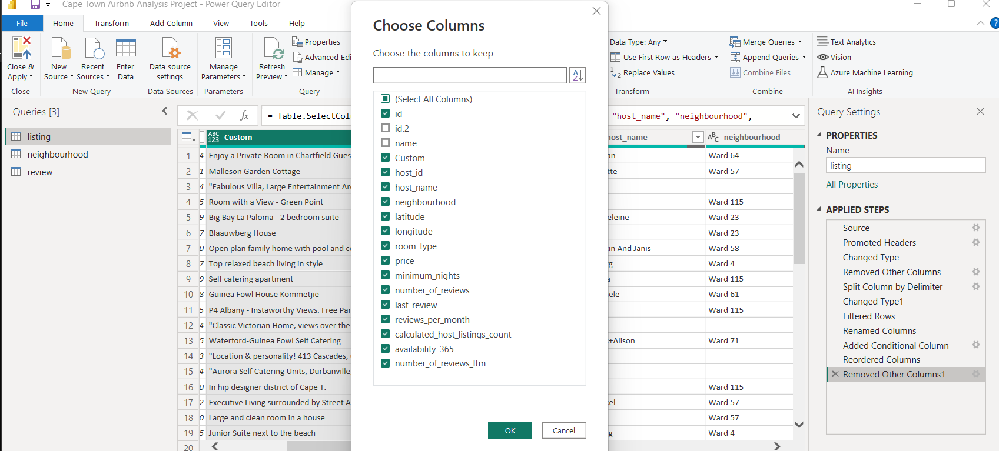 Cape Town Airbnb Analysis Project - Power Query Editor
File Home Transform Add Column View Tools Help
Close & Apply
Close
New Source
Recent Sources
Enter Data
New Query
Data source settings
Data Sources
Manage Parameters
Parameters
Refresh Preview
Properties
Advanced Edi
Manage
Query
Data Type: Any
Use First Row as Headers
1 2 Replace Values
Transform
Merge Queries
Append Queries
Combine Files
Combine
Text Analytics
Vision
Azure Machine Learning
AI Insights
?
Queries [3]
listing
neighbourhood
review
fx
= Table.SelectColu
"host_name", "neighbourhood",
ABC 123 Custom
ost_name
ABC neighbourhood
1 4 Enjoy a Private Room in Chartfield Gues an Ward 64
2 1 Malleson Garden Cottage tte Ward 57
3 4 "Fabulous Villa, Large Entertainment Are
4 5 Room with a View - Green Point Ward 115
5 9 Big Bay La Paloma - 2 bedroom suite eleine Ward 23
6 7 Blaauwberg House Ward 23
7 0 Open plan family home with pool and co in And Janis Ward 58
8 7 Top relaxed beach living in style g Ward 4
9 9 Self catering apartment a Ward 115
10 8 Guinea Fowl House Kommetjie ele Ward 61
11 5 P4 Albany - Instaworthy Views. Free Par Ward 115
12 4 "Classic Victorian Home, views over the
13 5 Waterford-Guinea Fowl Self Catering +Alison Ward 71
14 3 "Location & personality! 413 Cascades,
15 4 "Aurora Self Catering Units, Durbanville,
16 0 In hip designer district of Cape T. Ward 115
17 2 Executive Living surrounded by Street A cel Ward 57
18 0 Large and clean room in a house Ward 57
19 5 Junior Suite next to the beach g Ward 4
20
Choose Columns
Choose the columns to keep
AZ
(Select All Columns)
id
id.2
name
Custom
host_id
host_name
neighbourhood
latitude
longitude
room_type
price
minimum_nights
number_of_reviews
last_review
reviews_per_month
calculated_host_listings_count
availability_365
number_of_reviews_ltm
OK Cancel
Query Settings
PROPERTIES
Name
listing
All Properties
APPLIED STEPS
Source
Promoted Headers
Changed Type
Removed Other Columns
Split Column by Delimiter
Changed Type1
Filtered Rows
Renamed Columns
Added Conditional Column
Reordered Columns
Removed Other Columns1